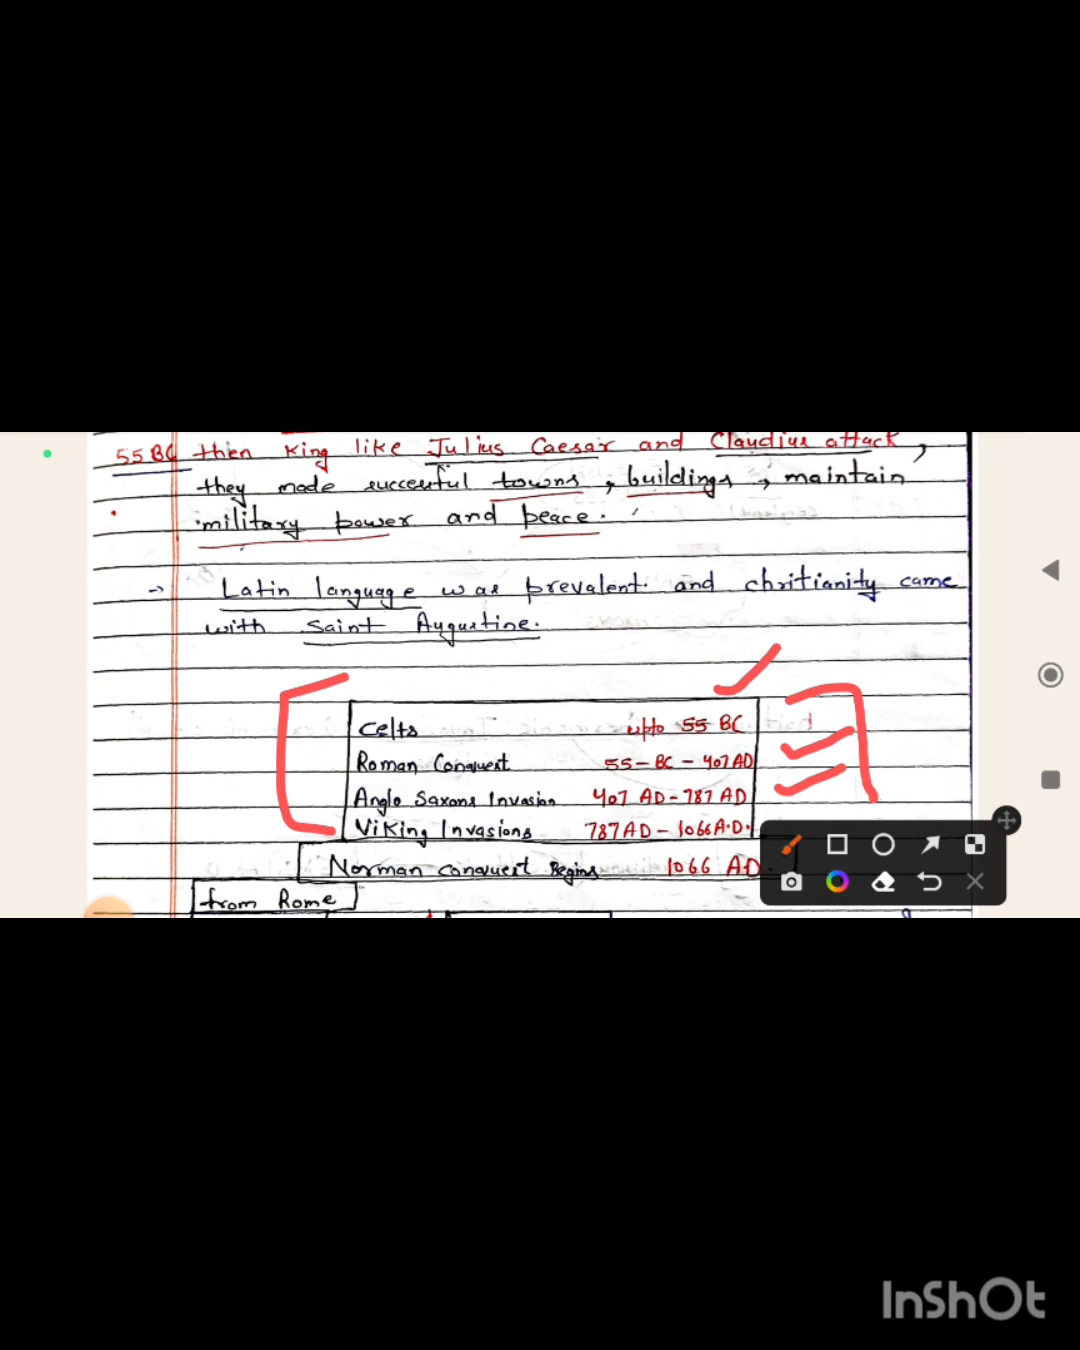 55 BC then King like Julius Caesar and Claudius attack,
they made successful towns, buildings, maintain
military power and peace.
→ Latin language was prevalent. and chritianity came
with Saint Augustine.
Celts upto 55 BC
Roman Conquest 55-BC - 407 AD
Anglo Saxons Invasion 407 AD-787 AD
Viking Invasions 787 AD - 1066 A.D.
Norman conquest Begins 1066 AD.
from Rome
InShOt